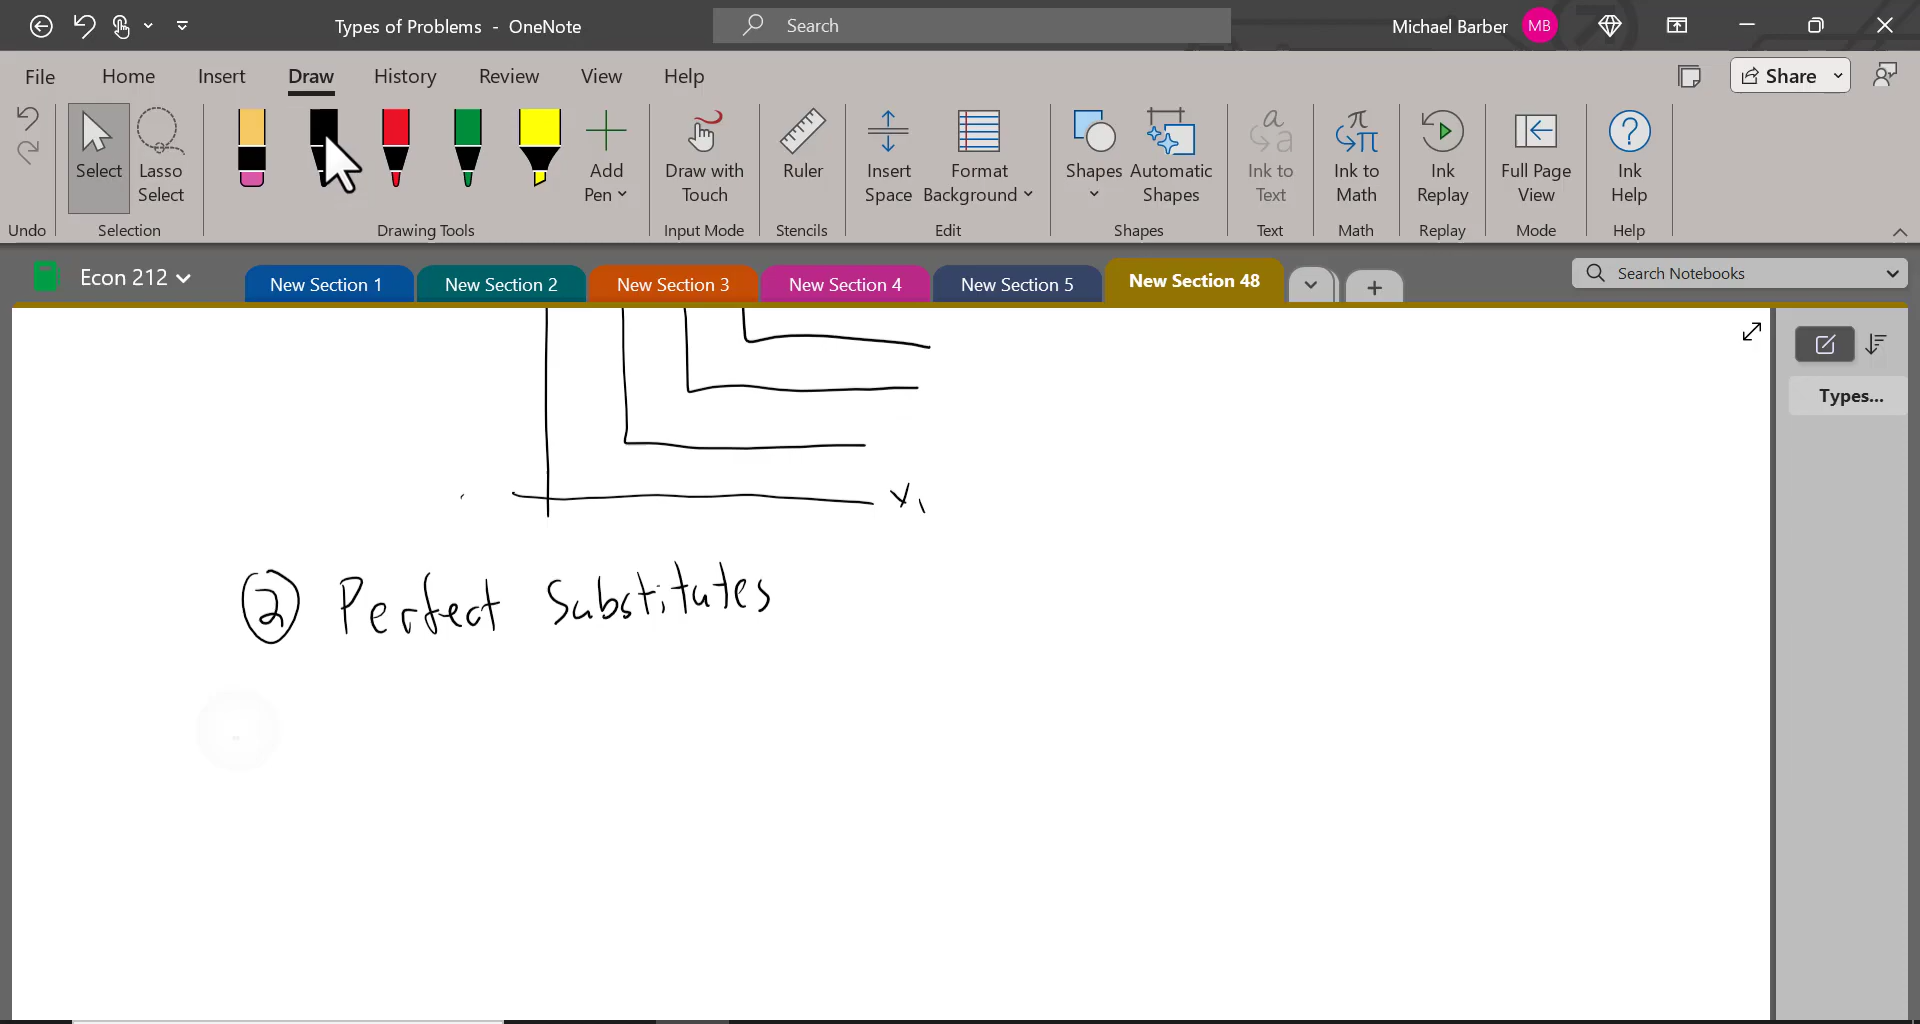 Types of Problems - OneNote
Search
Michael Barber
MB
File Home Insert Draw History Review View Help
Share
Select
Lasso Select
Add Pen
Draw with Touch
Ruler
Insert Space
Format Background
Shapes
Automatic Shapes
Ink to Text
Ink to Math
Ink Replay
Full Page View
Ink Help
Undo Selection Drawing Tools Input Mode Stencils Edit Shapes Text Math Replay Mode Help
Econ 212
New Section 1 New Section 2 New Section 3 New Section 4 New Section 5 New Section 48
Search Notebooks
Types...
X₁
② Perfect Substitutes